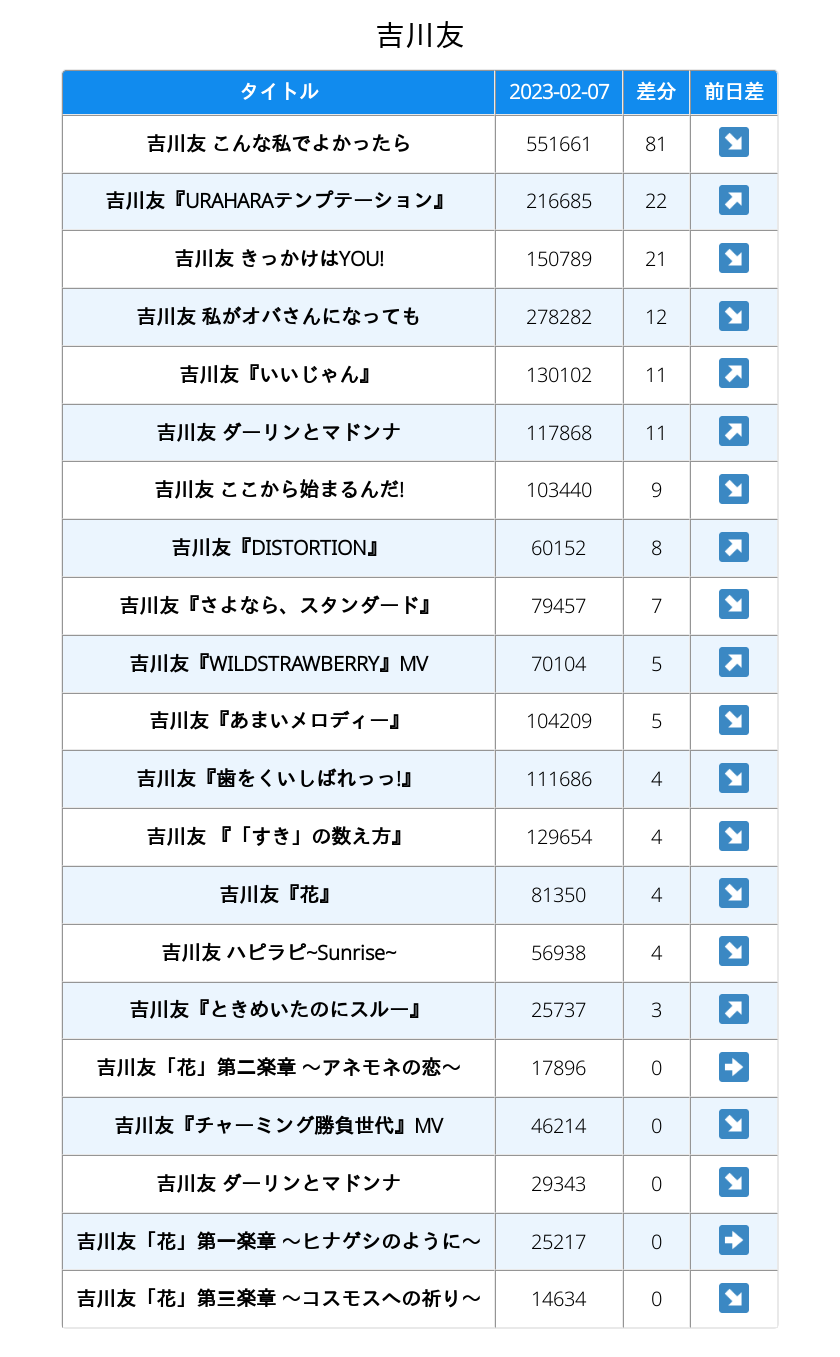 吉川友
タイトル 2023-02-07 差分 前日差
吉川友 こんな私でよかったら 551661 81 ↘
吉川友『URAHARAテンプテーション』 216685 22 ↗
吉川友 きっかけはYOU! 150789 21 ↘
吉川友 私がオバさんになっても 278282 12 ↘
吉川友『いいじゃん』 130102 11 ↗
吉川友 ダーリンとマドンナ 117868 11 ↗
吉川友 ここから始まるんだ! 103440 9 ↘
吉川友『DISTORTION』 60152 8 ↗
吉川友『さよなら、スタンダード』 79457 7 ↘
吉川友『WILDSTRAWBERRY』MV 70104 5 ↗
吉川友『あまいメロディー』 104209 5 ↘
吉川友『歯をくいしばれっっ!』 111686 4 ↘
吉川友 『「すき」の数え方』 129654 4 ↘
吉川友『花』 81350 4 ↘
吉川友 ハピラピ~Sunrise~ 56938 4 ↘
吉川友『ときめいたのにスルー』 25737 3 ↗
吉川友「花」第二楽章 〜アネモネの恋〜 17896 0 ➡
吉川友『チャーミング勝負世代』MV 46214 0 ↘
吉川友 ダーリンとマドンナ 29343 0 ↘
吉川友「花」第一楽章 〜ヒナゲシのように〜 25217 0 ➡
吉川友「花」第三楽章 〜コスモスへの祈り〜 14634 0 ↘